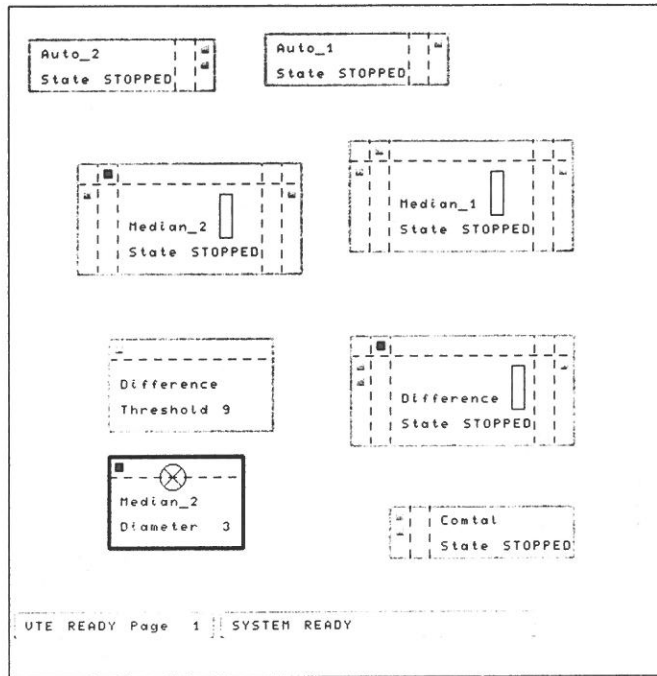 Auto_2
State STOPPED
Auto_1
State STOPPED
Median_2
State STOPPED
Median_1
State STOPPED
Difference
Threshold 9
Difference
State STOPPED
Median_2
Diameter 3
Comtal
State STOPPED
VTE READY Page 1
SYSTEM READY